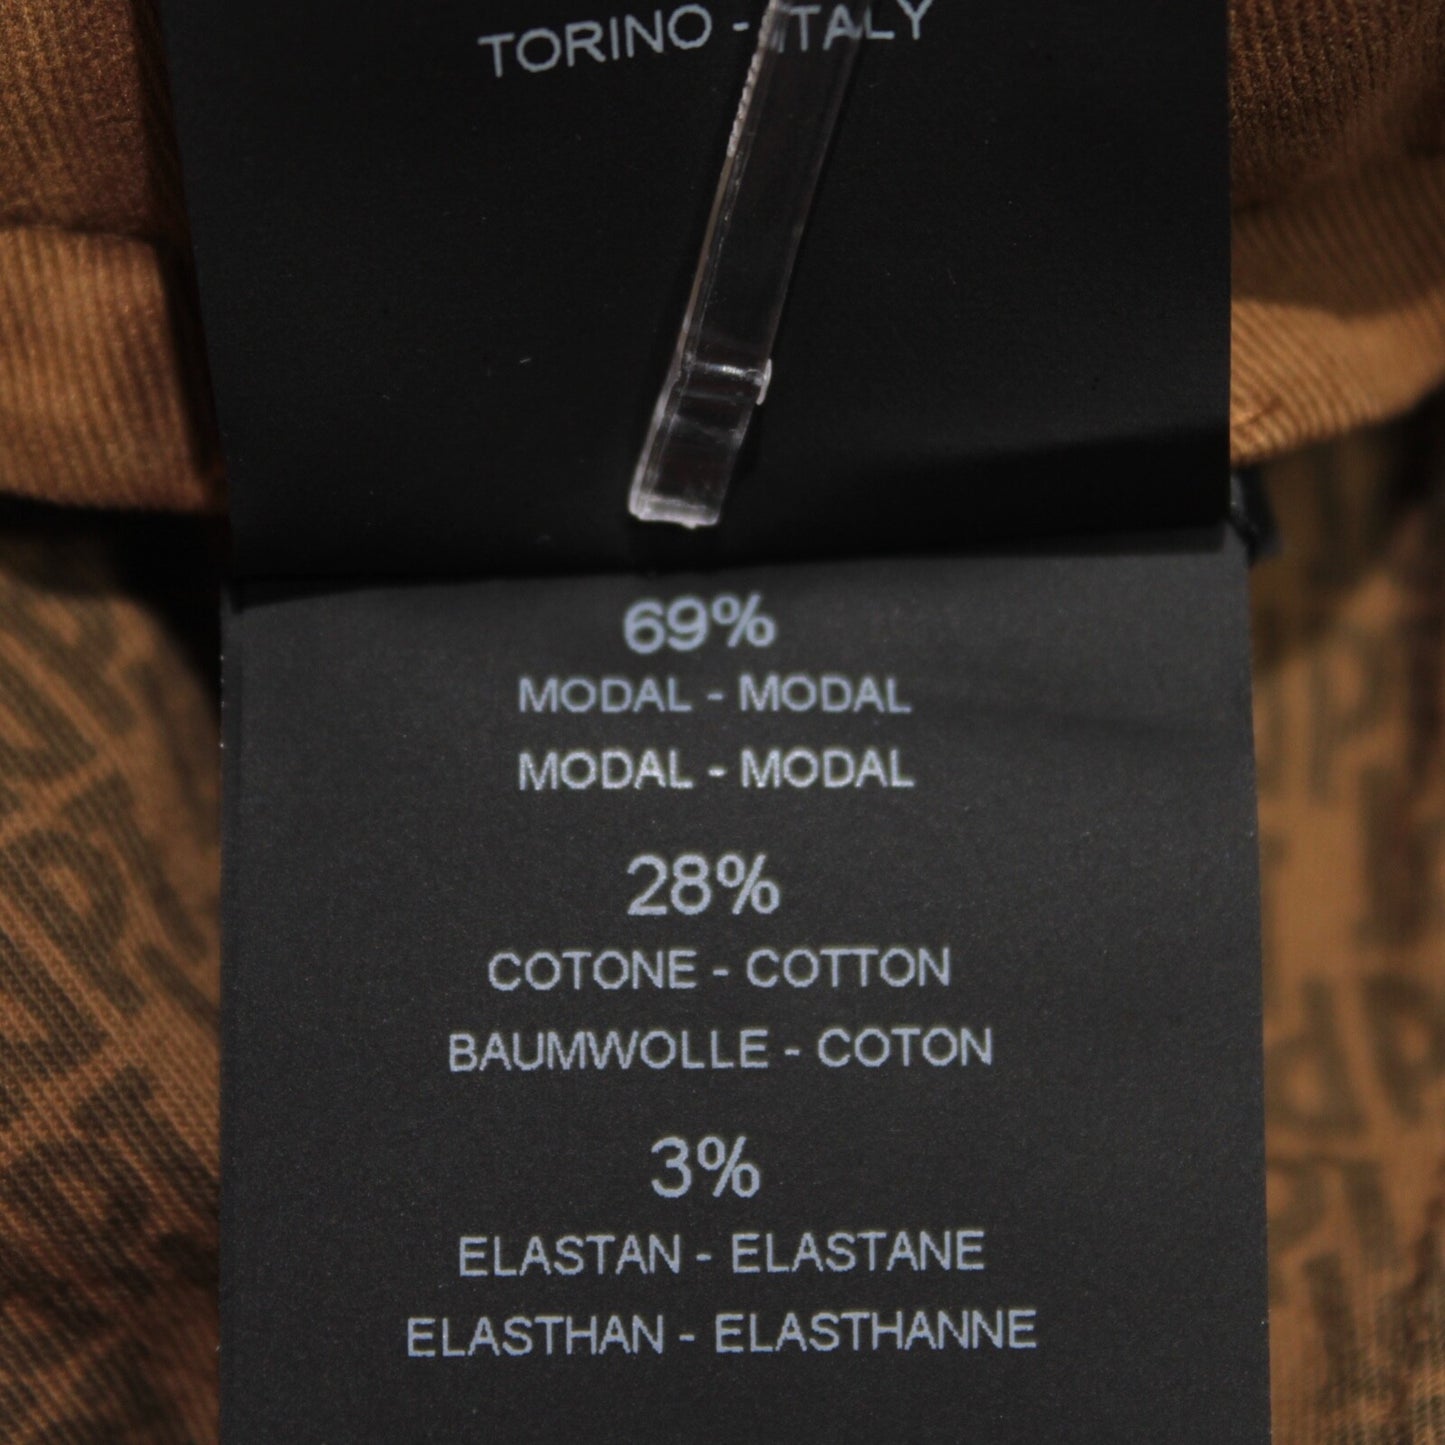 TORINO - ITALY
69%
MODAL - MODAL
MODAL - MODAL
28%
COTONE - COTTON
BAUMWOLLE - COTON
3%
ELASTAN - ELASTANE
ELASTHAN - ELASTHANNE